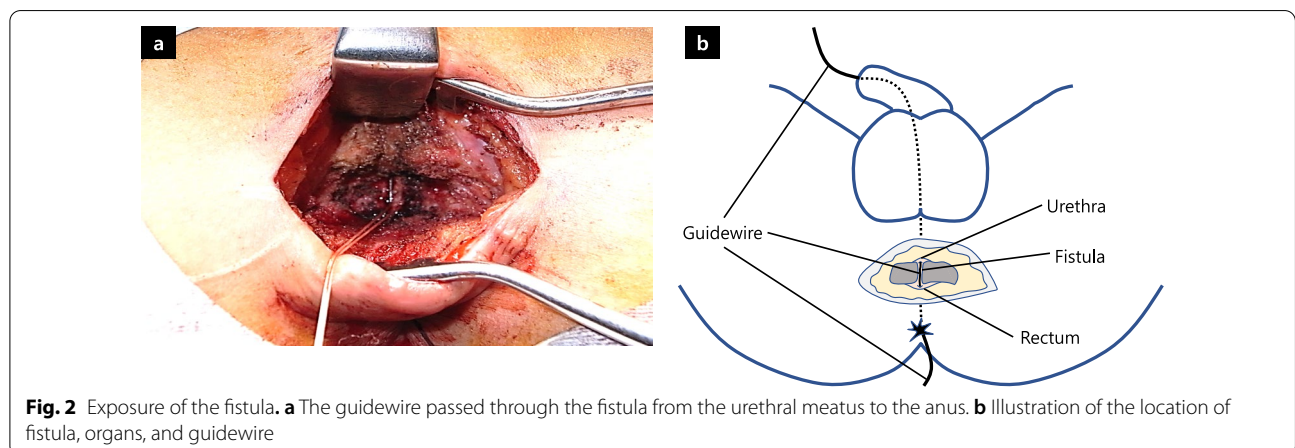 a
b
Urethra
Guidewire
Fistula
Rectum
Fig. 2 Exposure of the fistula. a The guidewire passed through the fistula from the urethral meatus to the anus. b Illustration of the location of
fistula, organs, and guidewire